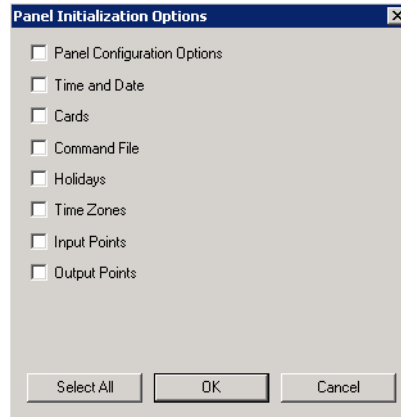 Panel Initialization Options
Panel Configuration Options
Time and Date
Cards
Command File
Holidays
Time Zones
Input Points
Output Points
Select All OK Cancel